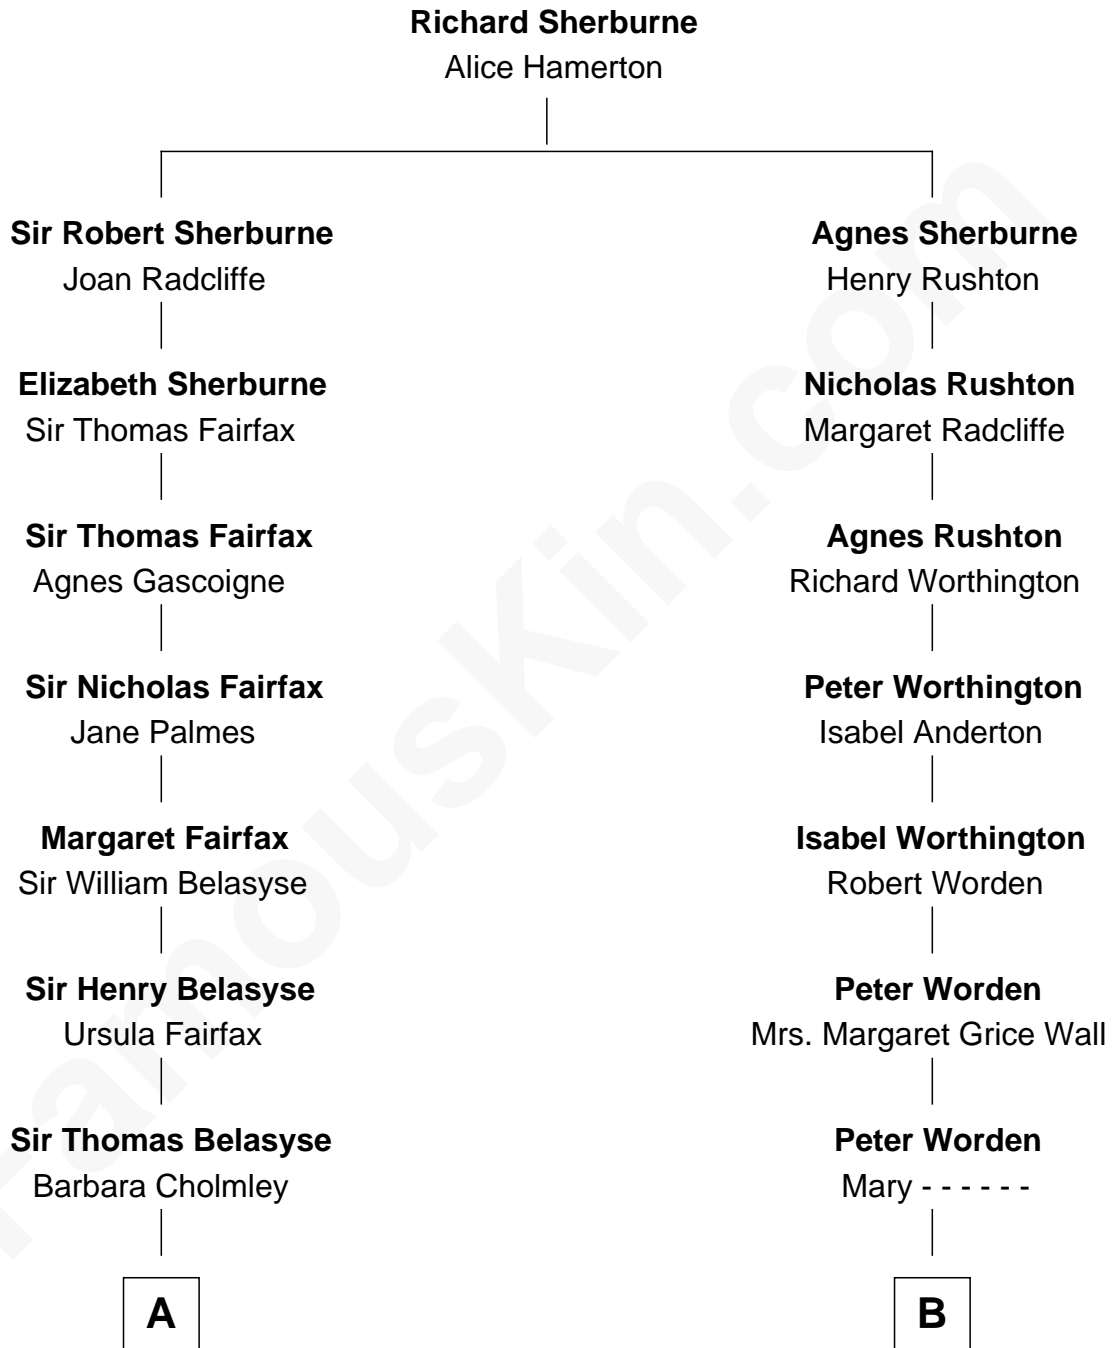 Richard Sherburne
Alice Hamerton
Sir Robert Sherburne
Joan Radcliffe
Agnes Sherburne
Henry Rushton
Elizabeth Sherburne
Sir Thomas Fairfax
Nicholas Rushton
Margaret Radcliffe
Sir Thomas Fairfax
Agnes Gascoigne
Agnes Rushton
Richard Worthington
Sir Nicholas Fairfax
Jane Palmes
Peter Worthington
Isabel Anderton
Margaret Fairfax
Sir William Belasyse
Isabel Worthington
Robert Worden
Sir Henry Belasyse
Ursula Fairfax
Peter Worden
Mrs. Margaret Grice Wall
Sir Thomas Belasyse
Barbara Cholmley
Peter Worden
Mary - - - - - -
A
B
FamousKin.com